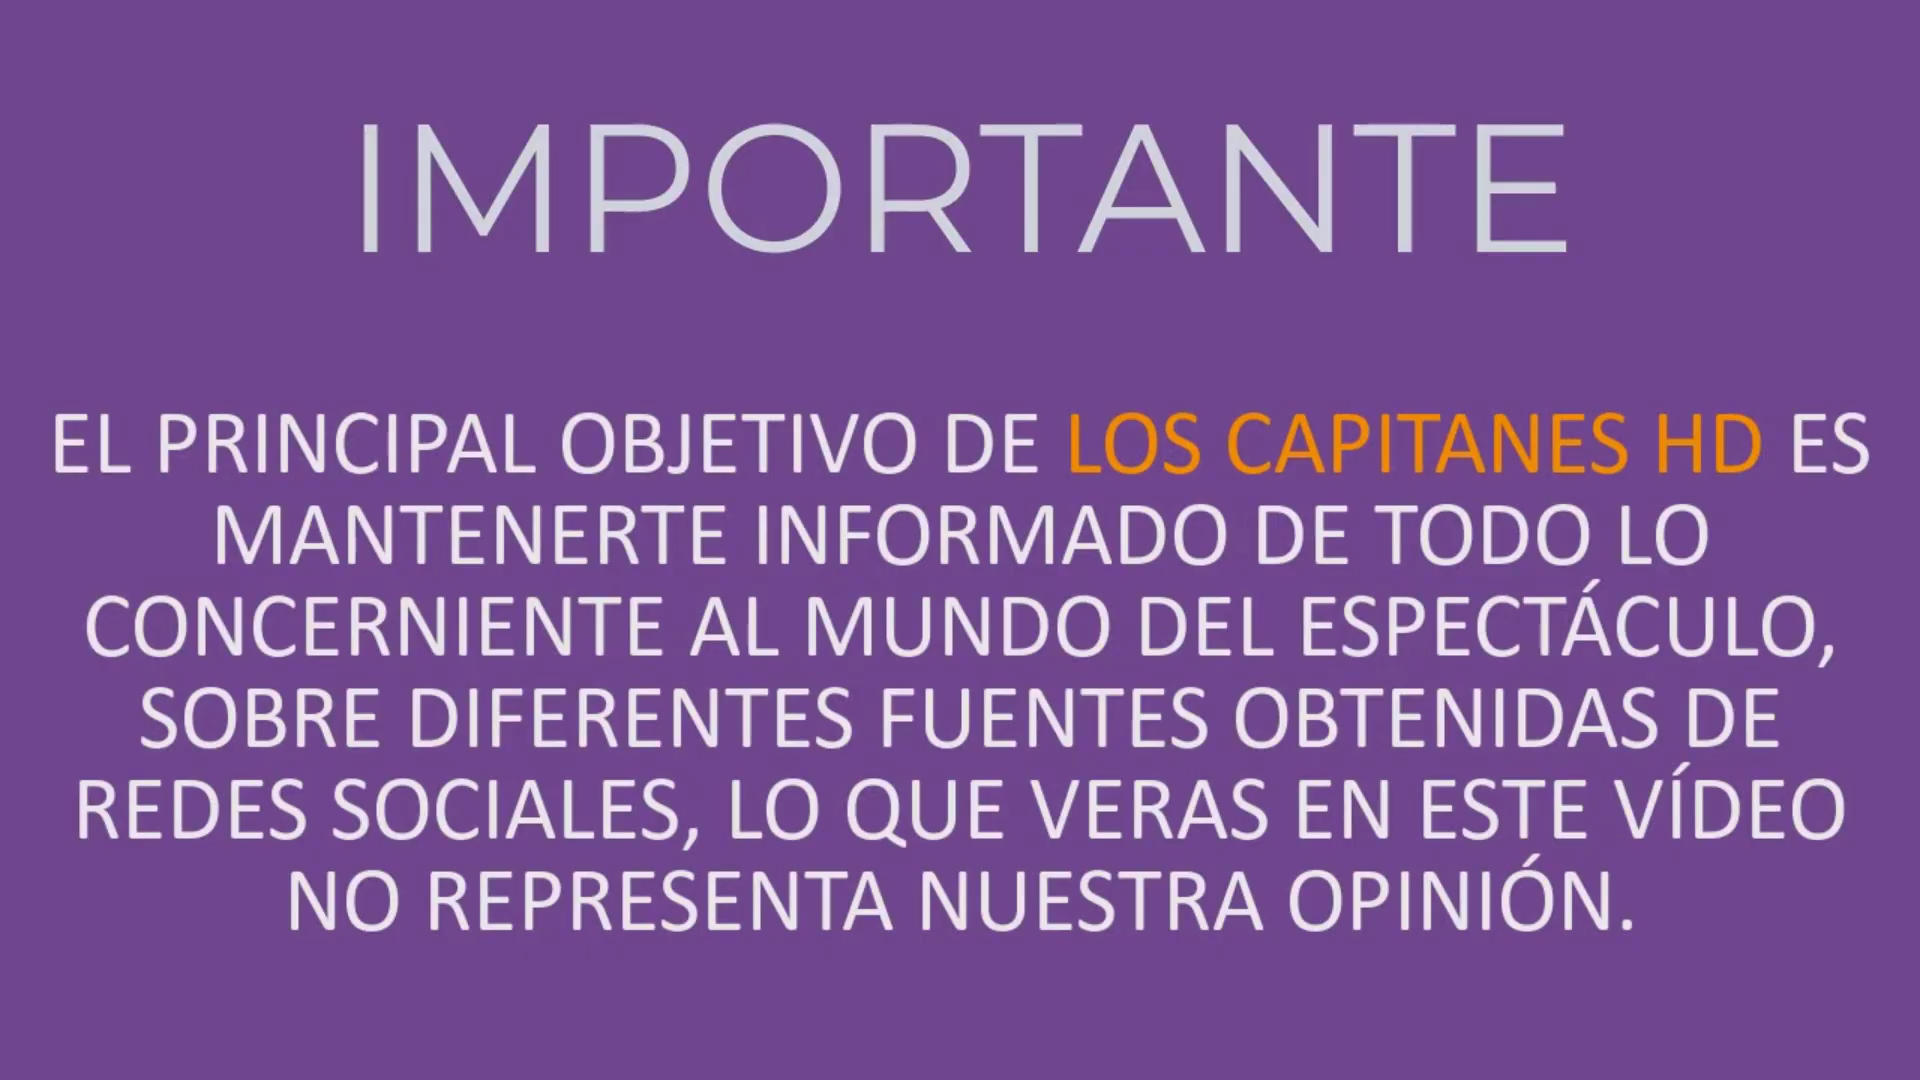 IMPORTANTE
EL PRINCIPAL OBJETIVO DE LOS CAPITANES HD ES
MANTENERTE INFORMADO DE TODO LO
CONCERNIENTE AL MUNDO DEL ESPECTÁCULO,
SOBRE DIFERENTES FUENTES OBTENIDAS DE
REDES SOCIALES, LO QUE VERAS EN ESTE VÍDEO
NO REPRESENTA NUESTRA OPINIÓN.